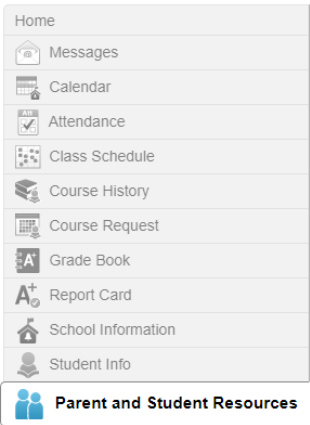 Home
Messages
Calendar
Attendance
Class Schedule
Course History
Course Request
A+
Grade Book
A+
Report Card
School Information
Student Info
Parent and Student Resources